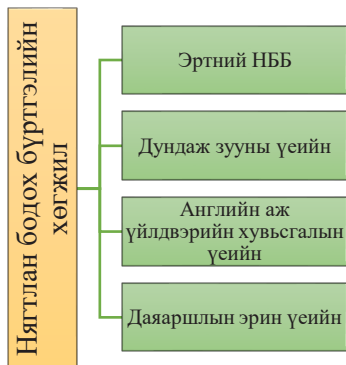 Нягтлан бодох бүртгэлийн
хөгжил
Эртний НББ
Дундаж зууны үеийн
Английн аж
үйлдвэрийн хувьсгалын
үеийн
Даяаршлын эрин үеийн